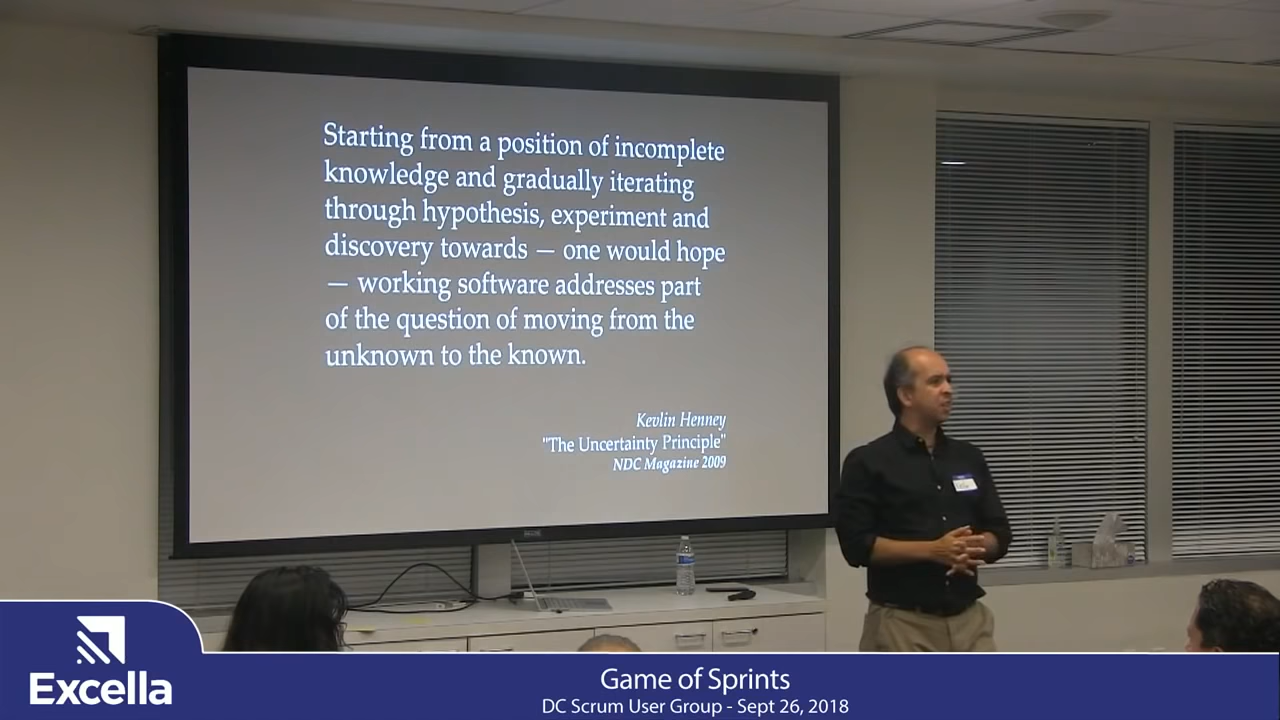 Starting from a position of incomplete
knowledge and gradually iterating
through hypothesis, experiment and
discovery towards — one would hope
— working software addresses part
of the question of moving from the
unknown to the known.
Kevlin Henney
"The Uncertainty Principle"
NDC Magazine 2009
Excella
Game of Sprints
DC Scrum User Group - Sept 26, 2018